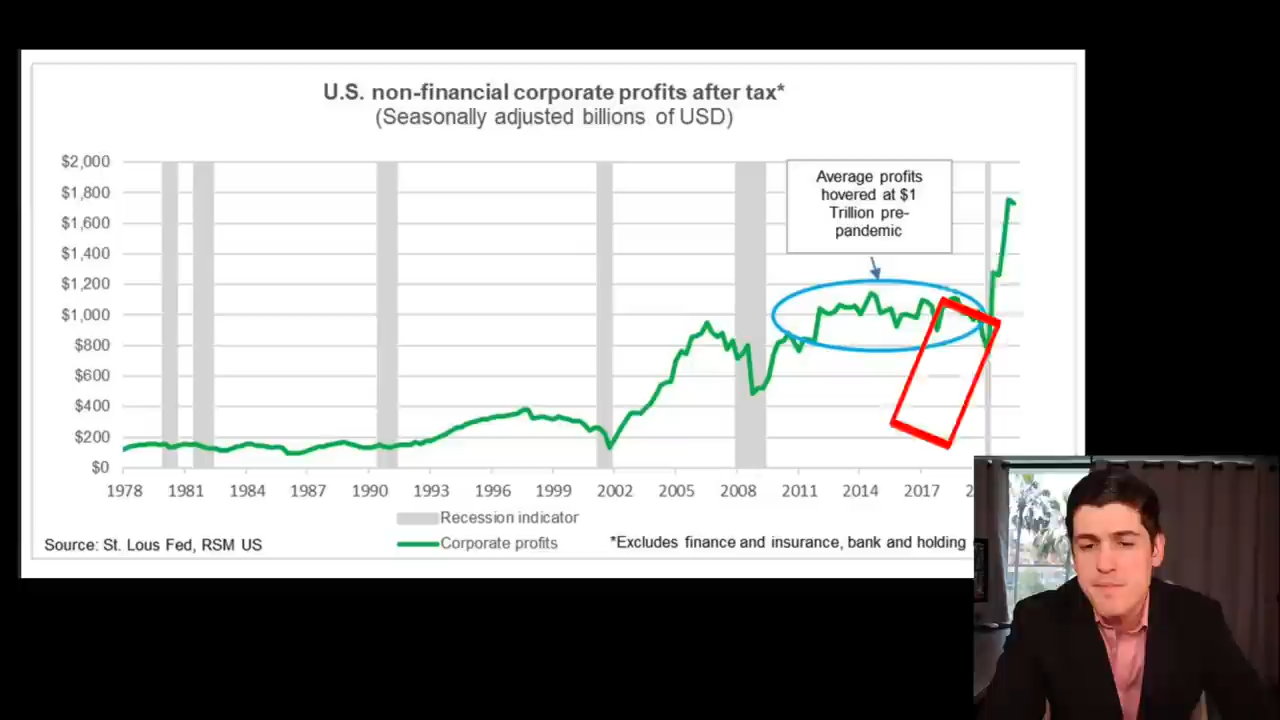 U.S. non-financial corporate profits after tax*
(Seasonally adjusted billions of USD)
$2,000
$1,800
$1,600
$1,400
$1,200
$1,000
$800
$600
$400
$200
$0
Average profits
hovered at $1
Trillion pre-
pandemic
1978 1981 1984 1987 1990 1993 1996 1999 2002 2005 2008 2011 2014 2017
Recession indicator
Corporate profits
Source: St. Lous Fed, RSM US
*Excludes finance and insurance, bank and holding